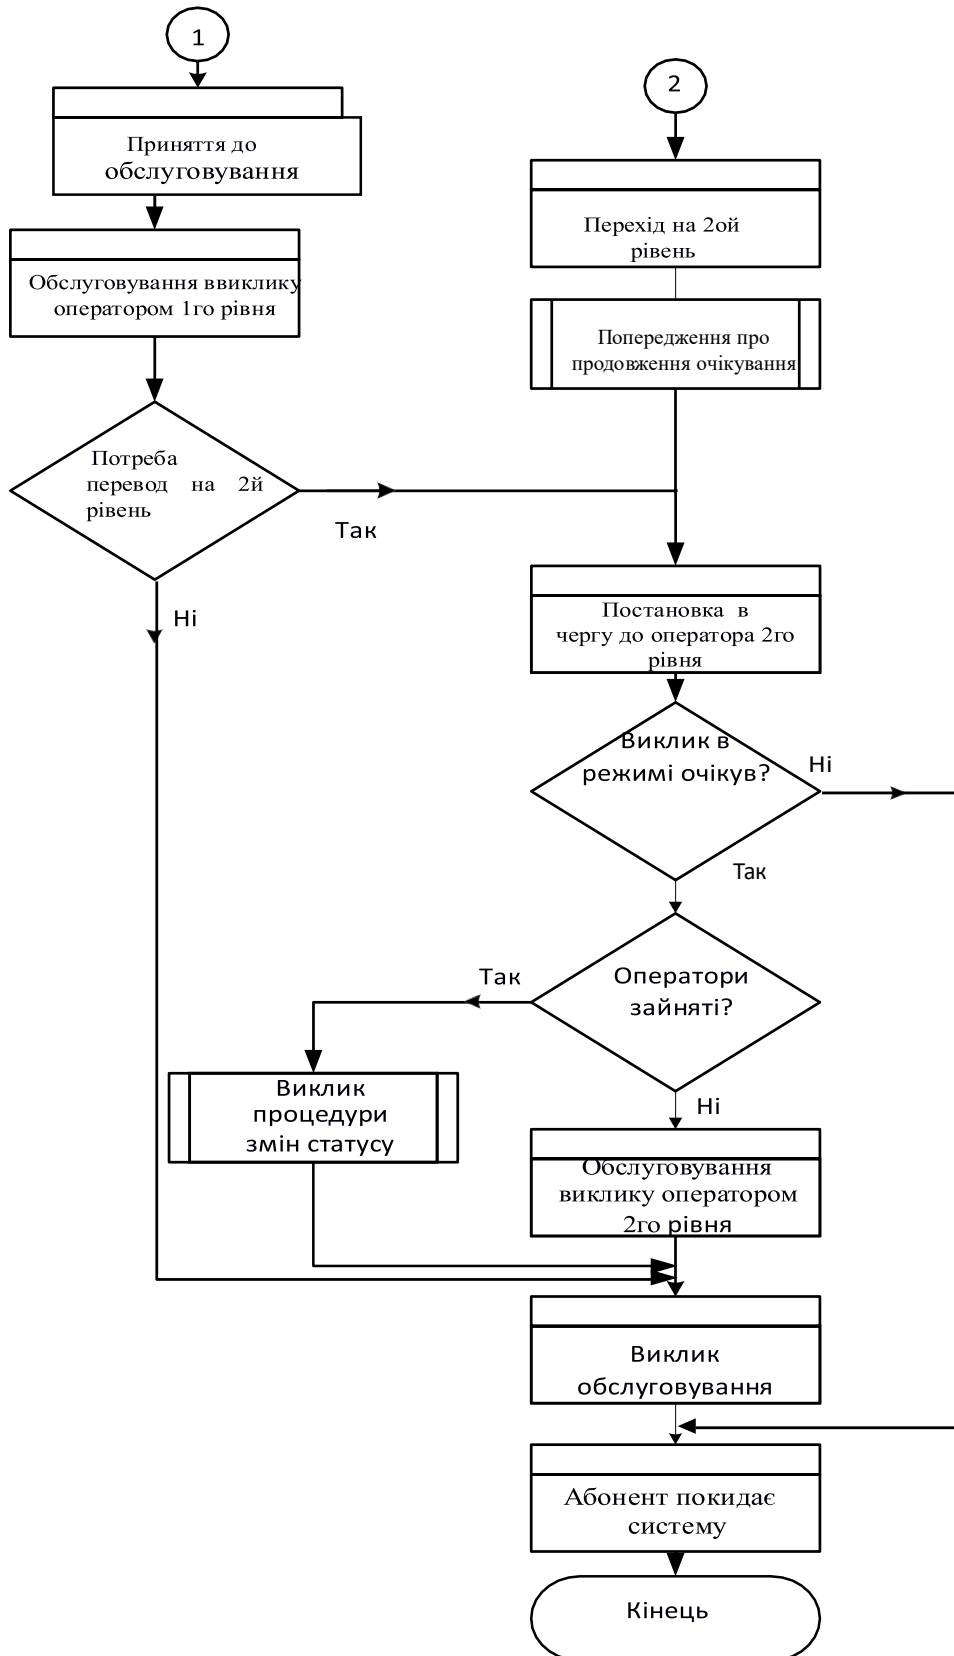 1
Приняття до
обслуговування
Обслуговування ввиклику
оператором 1го рівня
Потреба
перевод на 2й
рівень
Так
Ні
2
Перехід на 2ой
рівень
Попередження про
продовження очікування
Постановка в
чергу до оператора 2го
рівня
Виклик в
режимі очікув?
Ні
Так
Оператори
зайняті?
Так
Ні
Виклик
процедури
змін статусу
Обслуговування
виклику оператором
2го рівня
Виклик
обслуговування
Абонент покидає
систему
Кінець